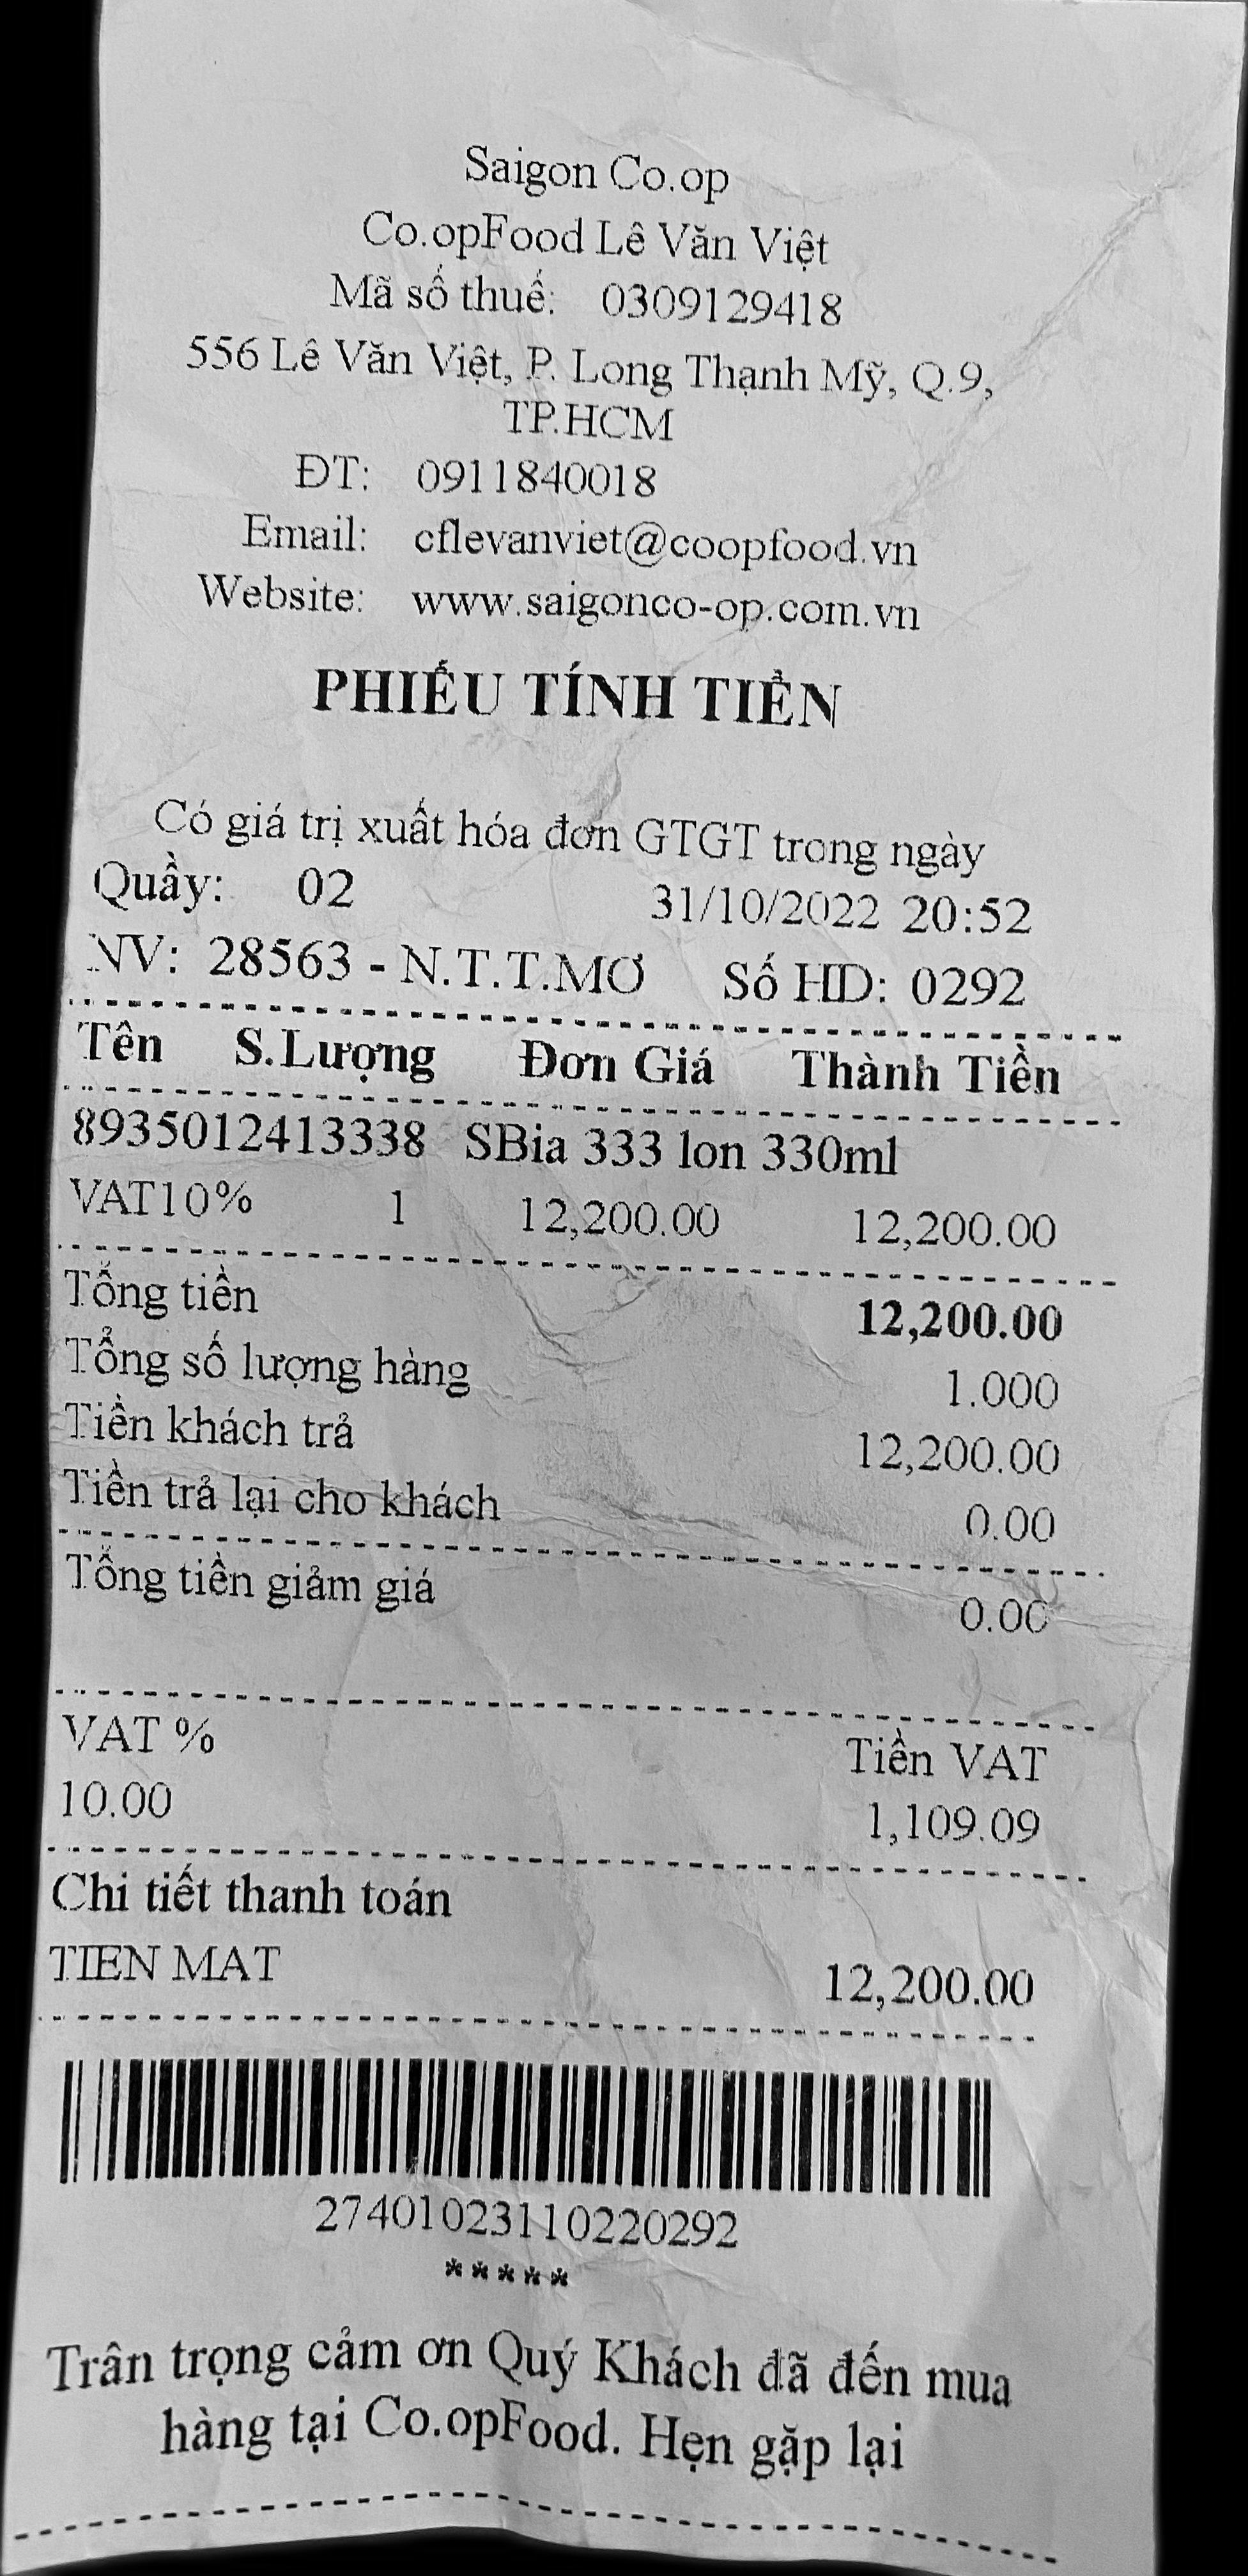 Saigon Co.op
Co.opFood Lê Văn Việt
Mã số thuế: 0309129418
556 Lê Văn Việt, P. Long Thạnh Mỹ, Q.9,
TP.HCM
ĐT: 0911840018
Email: cflevanviet@coopfood.vn
Website: www.saigonco-op.com.vn
PHIẾU TÍNH TIỀN
Có giá trị xuất hóa đơn GTGT trong ngày
Quầy: 02 31/10/2022 20:52
NV: 28563 - N.T.T.MƠ Số HD: 0292
Tên S.Lượng Đơn Giá Thành Tiền
8935012413338 SBia 333 lon 330ml
VAT10% 1 12,200.00 12,200.00
Tổng tiền 12,200.00
Tổng số lượng hàng 1.000
Tiền khách trả 12,200.00
Tiền trả lại cho khách 0.00
Tổng tiền giảm giá 0.00
VAT % Tiền VAT
10.00 1,109.09
Chi tiết thanh toán
TIEN MAT 12,200.00
27401023110220292
*****
Trân trọng cảm ơn Quý Khách đã đến mua
hàng tại Co.opFood. Hẹn gặp lại